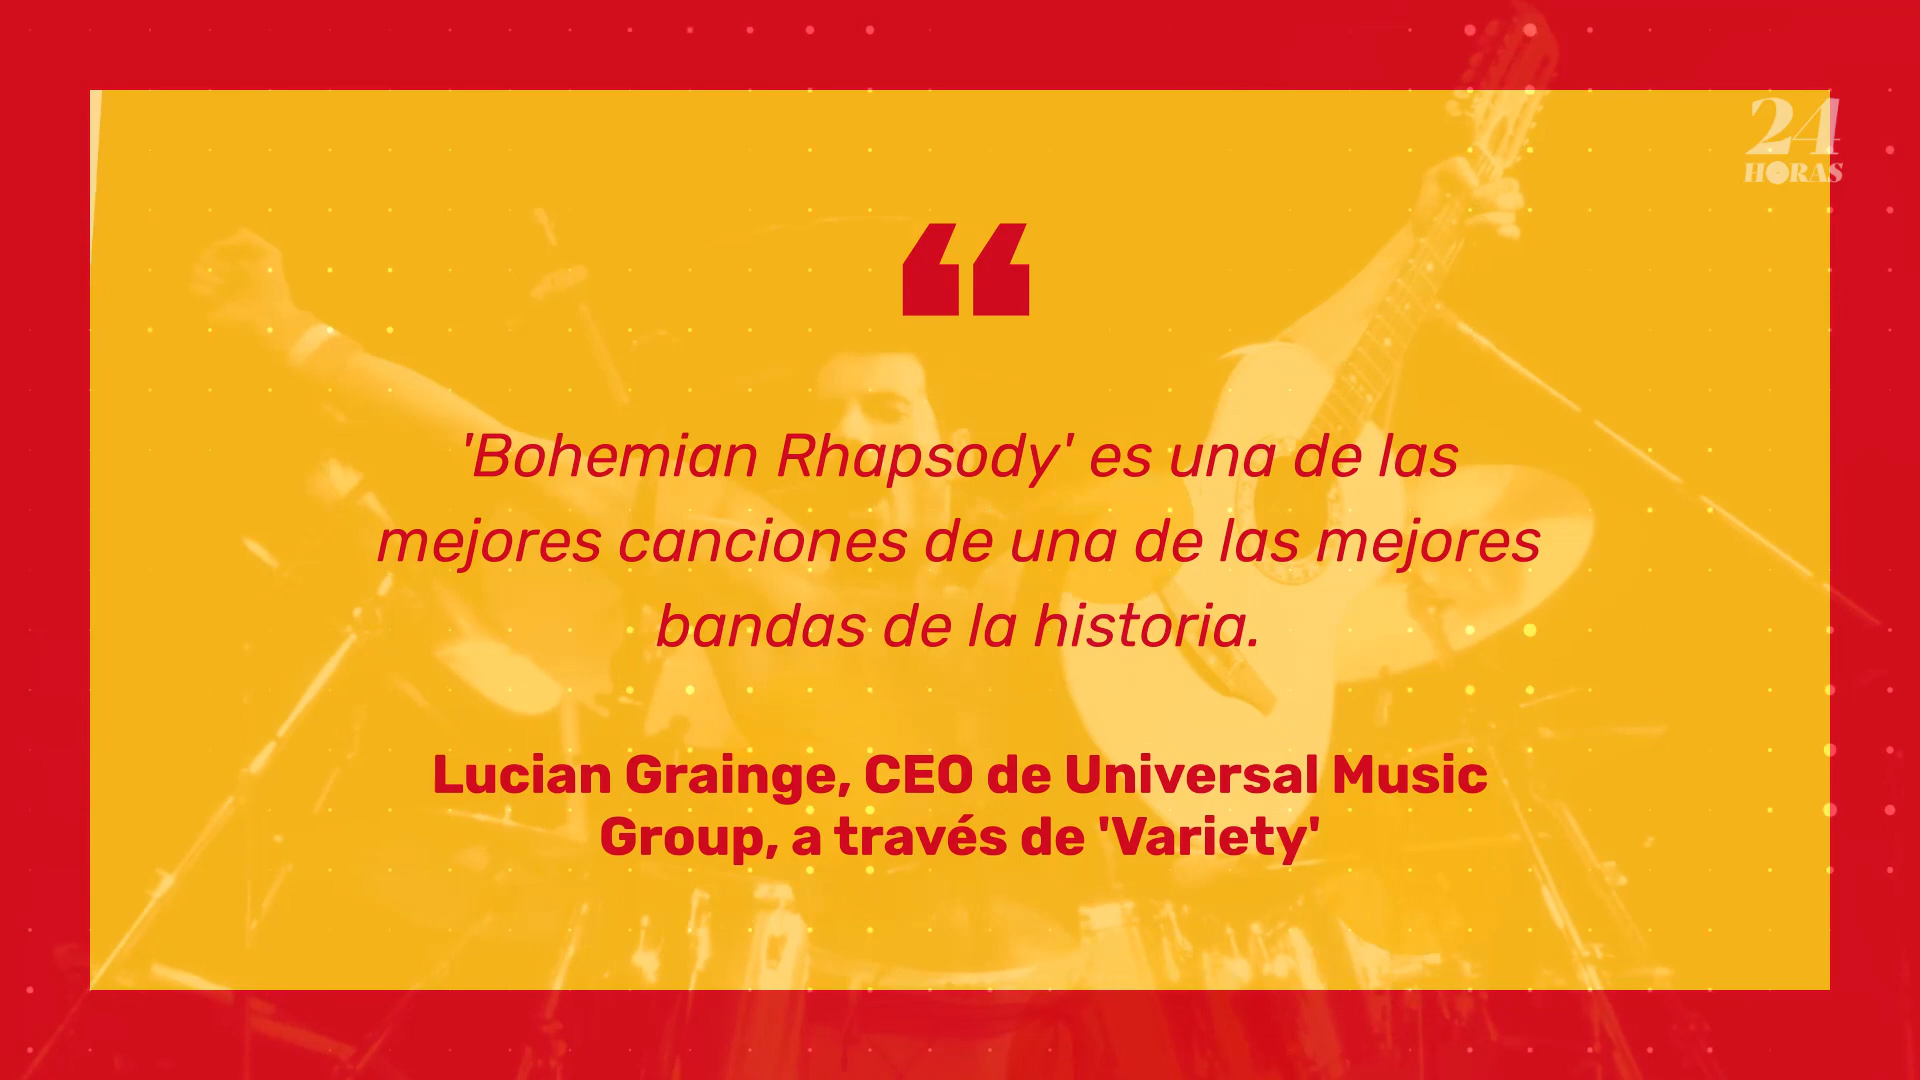 24
HORAS
“
'Bohemian Rhapsody' es una de las
mejores canciones de una de las mejores
bandas de la historia.
Lucian Grainge, CEO de Universal Music
Group, a través de 'Variety'